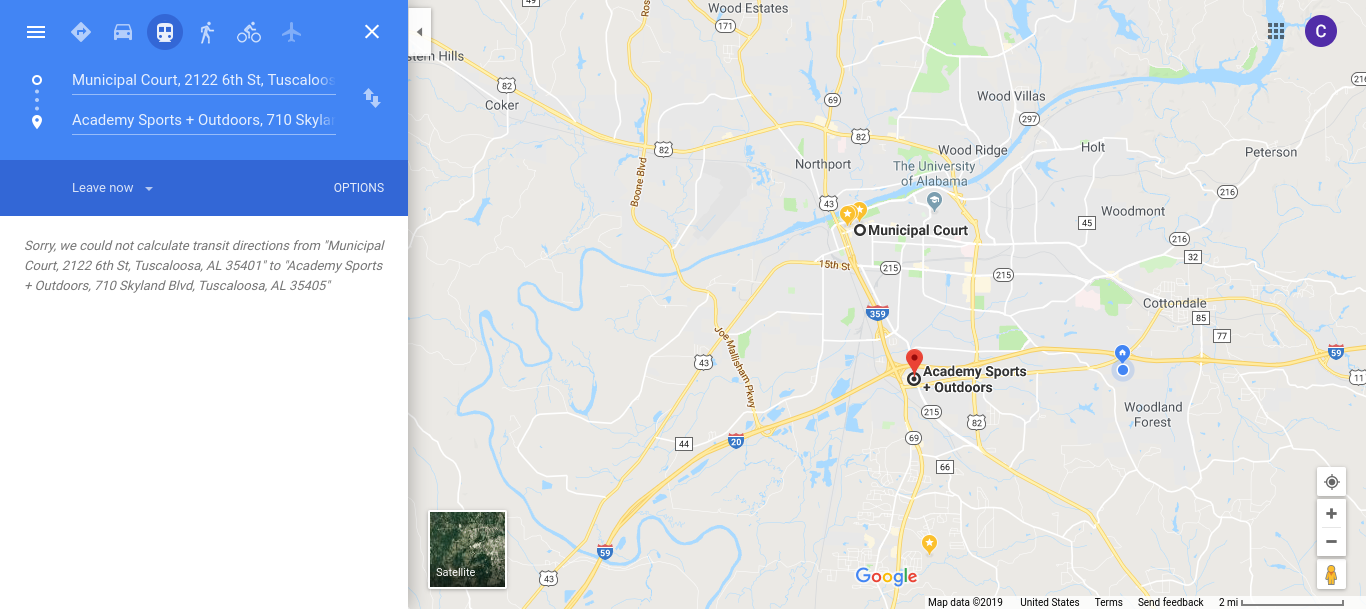 Municipal Court, 2122 6th St, Tuscaloos
Academy Sports + Outdoors, 710 Skylar
Leave now
OPTIONS
Sorry, we could not calculate transit directions from "Municipal
Court, 2122 6th St, Tuscaloosa, AL 35401" to "Academy Sports
+ Outdoors, 710 Skyland Blvd, Tuscaloosa, AL 35405"
49
Wood Estates
171
C
stern Hills
82
Coker
69
Wood Villas
216
297
82
82
Northport
Wood Ridge
Holt
Peterson
The University
of Alabama
Boone Blvd
216
43
45
Woodmont
Municipal Court
216
32
15th St
215
215
359
Cottondale
85
77
Joe Mallisham Pkwy
43
59
Academy Sports
+ Outdoors
11
215
82
Woodland
Forest
69
44
20
66
59
43
Satellite
Google
Map data ©2019
United States
Terms
Send feedback
2 mi